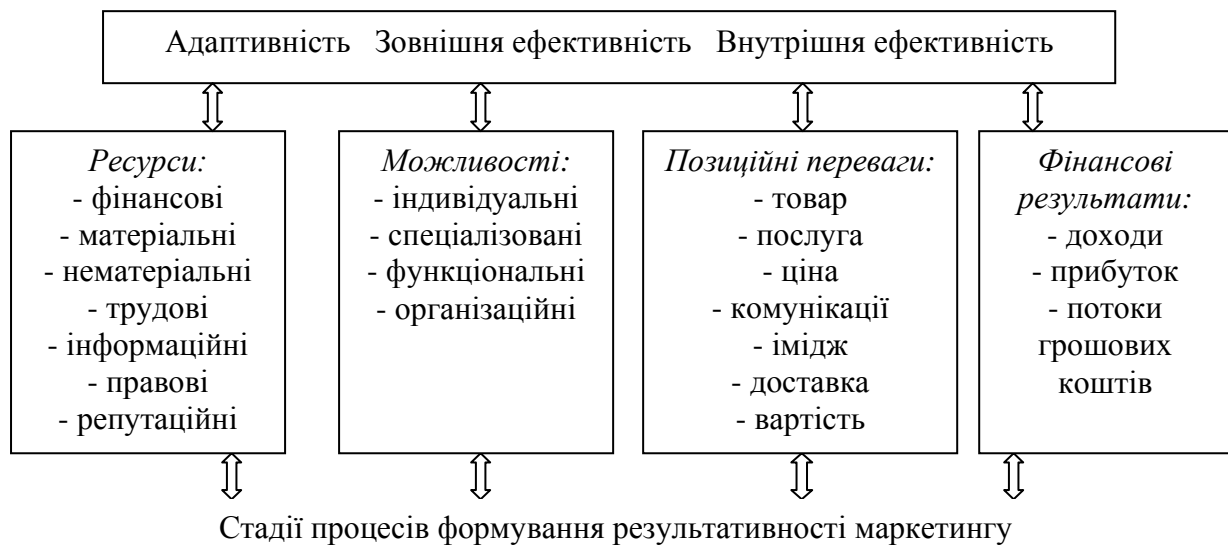 Адаптивність Зовнішня ефективність Внутрішня ефективність
Ресурси:
- фінансові
- матеріальні
- нематеріальні
- трудові
- інформаційні
- правові
- репутаційні
Можливості:
- індивідуальні
- спеціалізовані
- функціональні
- організаційні
Позиційні переваги:
- товар
- послуга
- ціна
- комунікації
- імідж
- доставка
- вартість
Фінансові
результати:
- доходи
- прибуток
- потоки
грошових
коштів
Стадії процесів формування результативності маркетингу